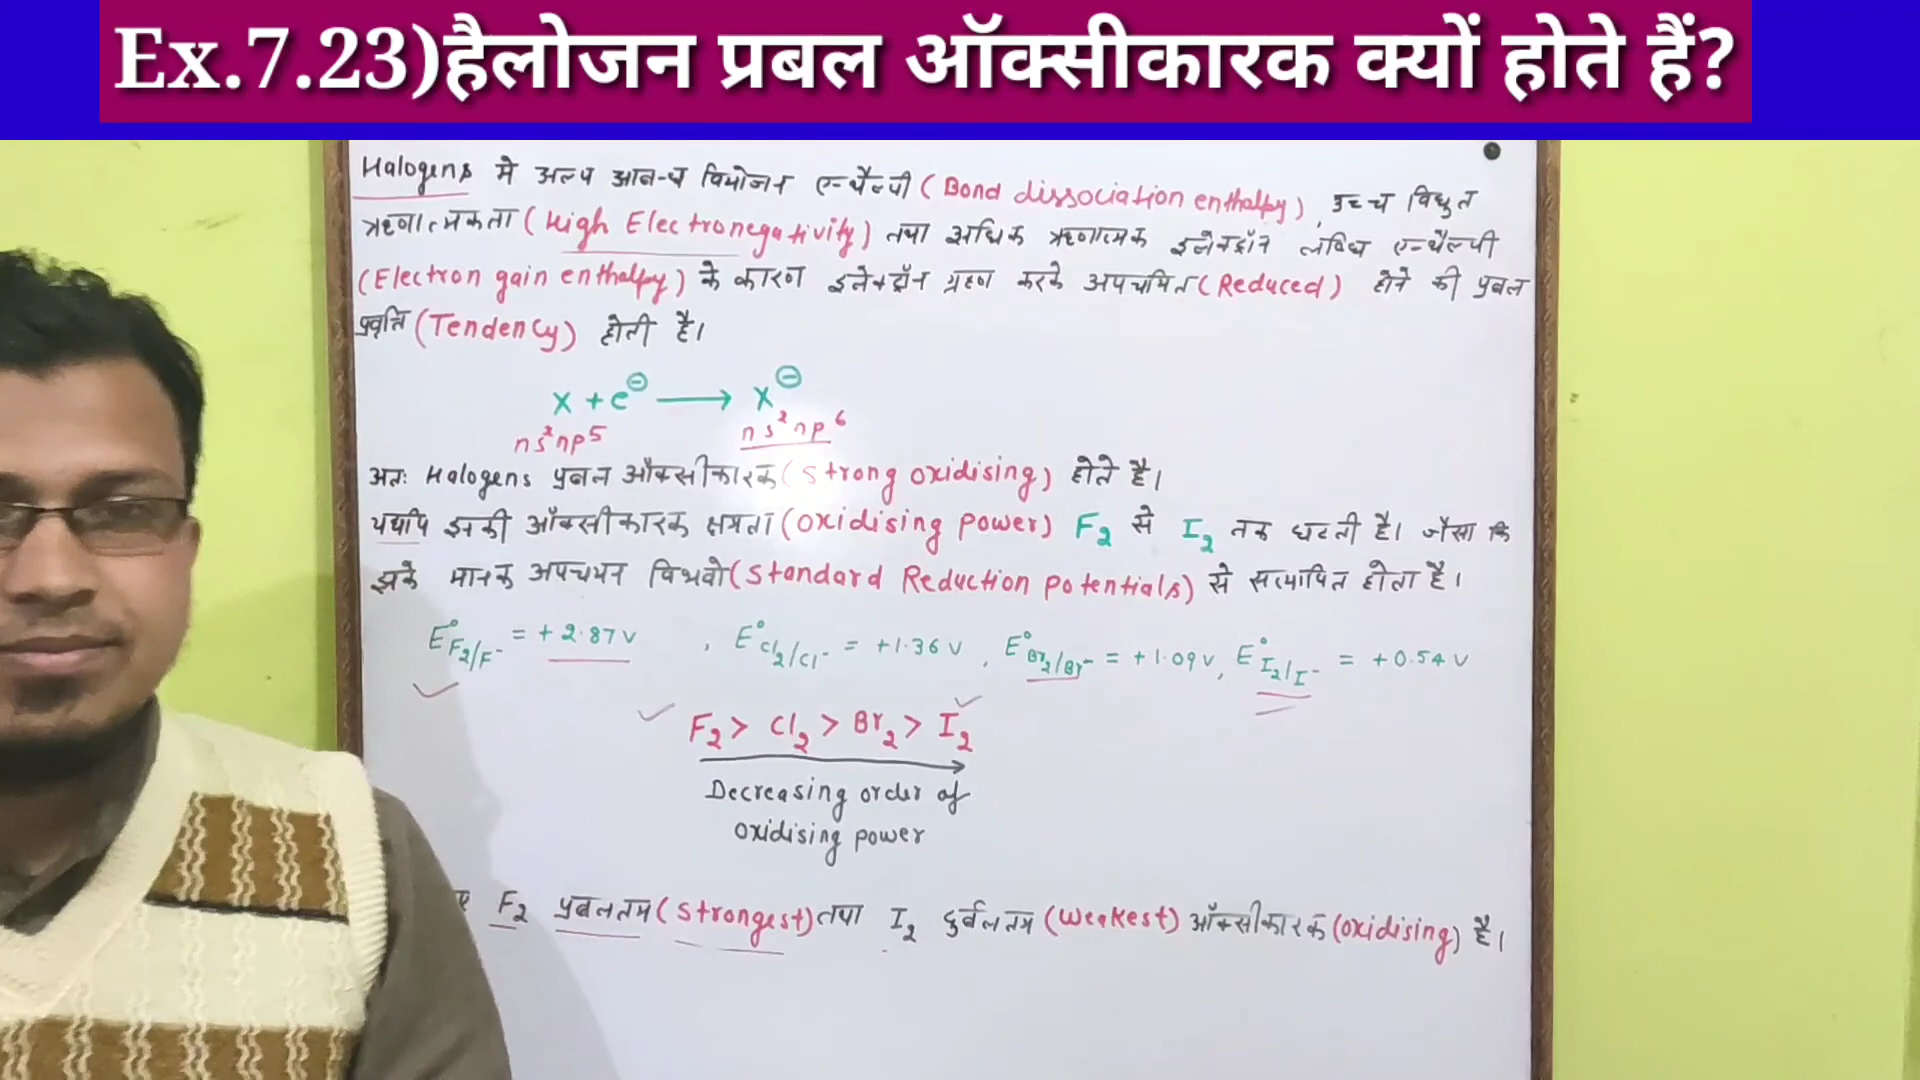 Ex.7.23)हैलोजन प्रबल ऑक्सीकारक क्यों होते हैं?
Halogens मे अल्प आबन्ध वियोजन एन्थैल्पी (Bond dissociation enthalpy), उच्च विधुत
ऋणात्मकता (High Electronegativity) तथा अधिक ऋणात्मक इलेक्ट्रॉन लब्धि एन्थैल्पी
(Electron gain enthalpy) के कारण इलेक्ट्रॉन ग्रहण करके अपचयित (Reduced) होने की प्रबल
प्रवृत्ति (Tendency) होती है।
X + e⊖ ⟶ X⊖
ns²np⁵ ns²np⁶
अतः Halogens प्रबल ऑक्सीकारक (Strong oxidising) होते है।
यद्यपि इनकी ऑक्सीकारक क्षमता (oxidising power) F₂ से I₂ तक घटती है। जैसा कि
इनके मानक अपचयन विभवो (Standard Reduction potentials) से सत्यापित होता है।
E°F₂/F⁻ = +2.87 V , E°Cl₂/Cl⁻ = +1.36 V , E°Br₂/Br⁻ = +1.09 V, E°I₂/I⁻ = +0.54 V
F₂ > Cl₂ > Br₂ > I₂
Decreasing order of
oxidising power
F₂ प्रबलतम (Strongest) तथा I₂ दुर्बलतम (Weakest) ऑक्सीकारक (oxidising) है।